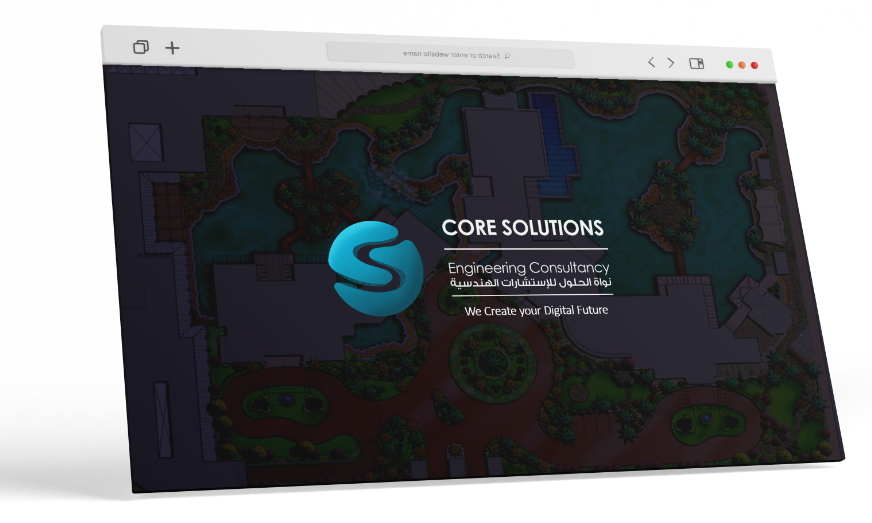 Search or enter website name
CORE SOLUTIONS
Engineering Consultancy
نواة الحلول للإستشارات الهندسية
We Create your Digital Future